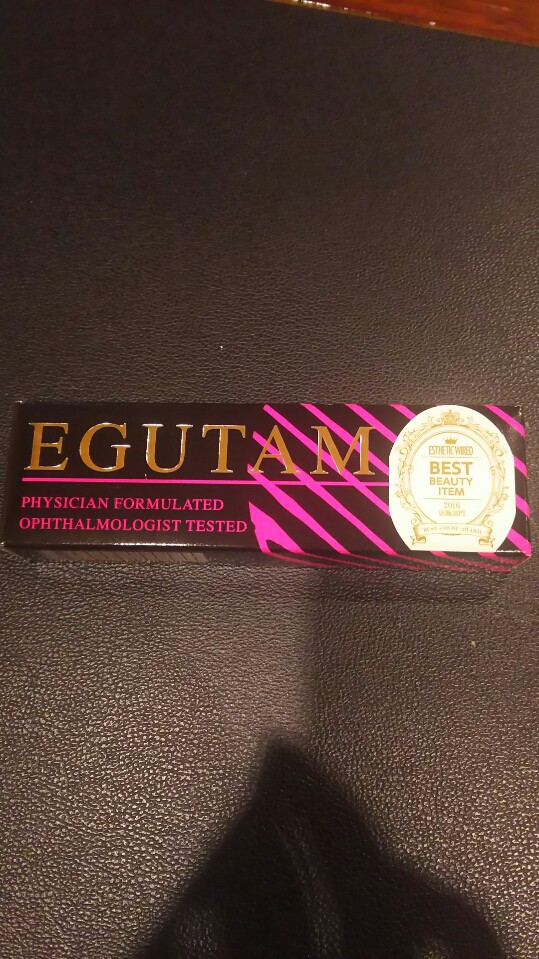 EGUTAM
PHYSICIAN FORMULATED
OPHTHALMOLOGIST TESTED
ESTHETIC WIRED
BEST
BEAUTY
ITEM
2016